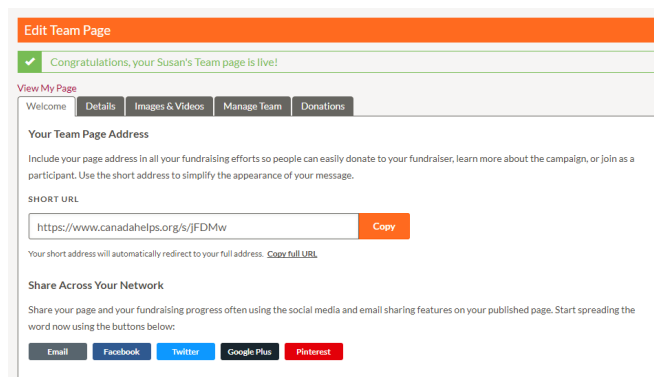 Edit Team Page
Congratulations, your Susan's Team page is live!
View My Page
Welcome Details Images & Videos Manage Team Donations
Your Team Page Address
Include your page address in all your fundraising efforts so people can easily donate to your fundraiser, learn more about the campaign, or join as a
participant. Use the short address to simplify the appearance of your message.
SHORT URL
https://www.canadahelps.org/s/jFDMw Copy
Your short address will automatically redirect to your full address. Copy full URL
Share Across Your Network
Share your page and your fundraising progress often using the social media and email sharing features on your published page. Start spreading the
word now using the buttons below:
Email Facebook Twitter Google Plus Pinterest